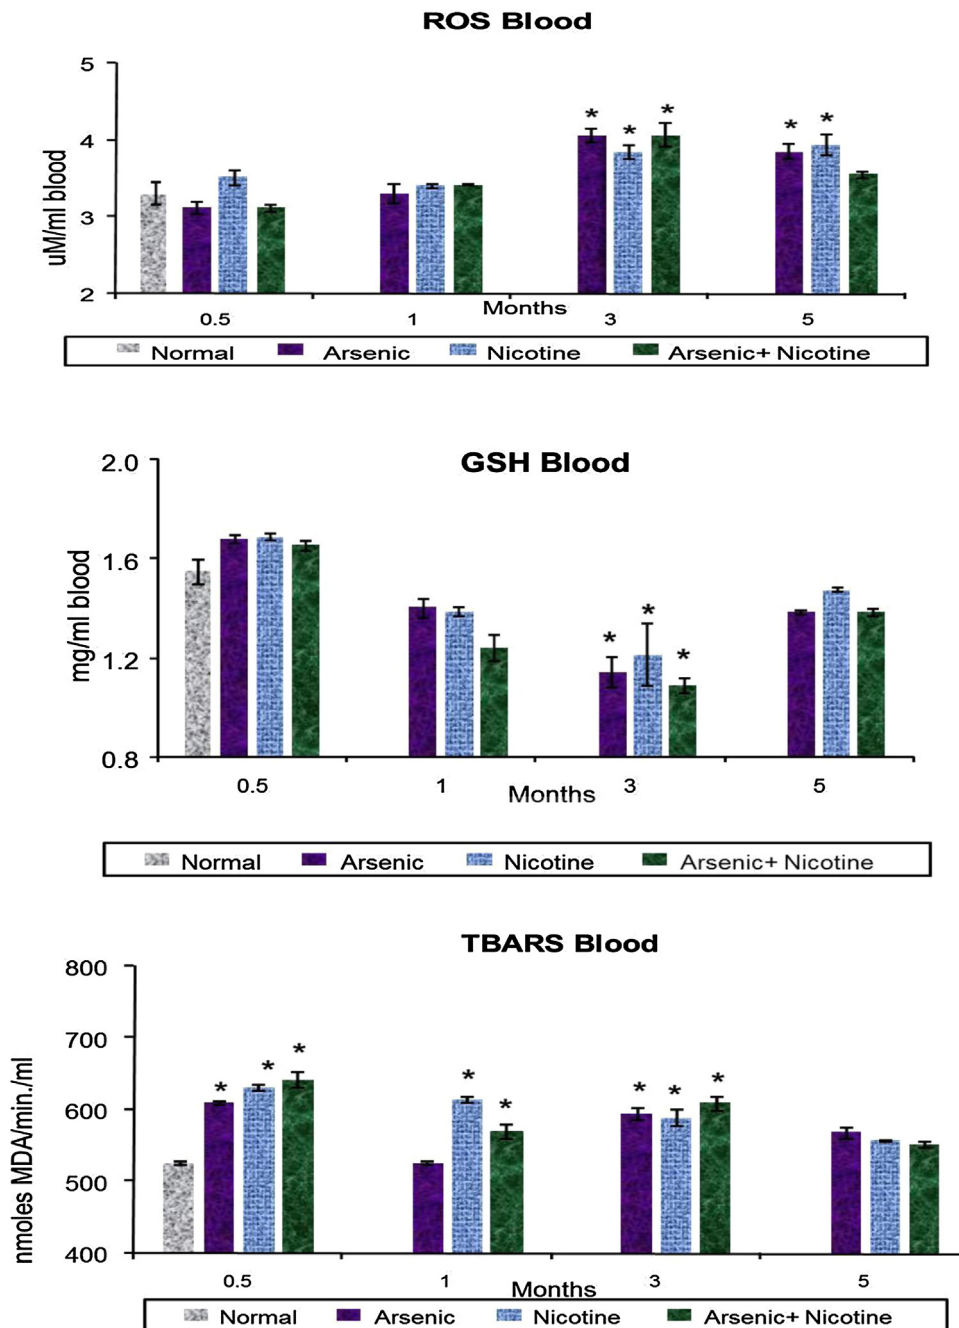 ROS Blood
5
4
3
2
uM/ml blood
* * * * *
0.5 1 3 5
Months
Normal Arsenic Nicotine Arsenic+ Nicotine
GSH Blood
2.0
1.6
1.2
0.8
mg/ml blood
* * *
0.5 1 3 5
Months
Normal Arsenic Nicotine Arsenic+ Nicotine
TBARS Blood
800
700
600
500
400
nmoles MDA/min./ml
* * * * * * * *
0.5 1 3 5
Months
Normal Arsenic Nicotine Arsenic+ Nicotine